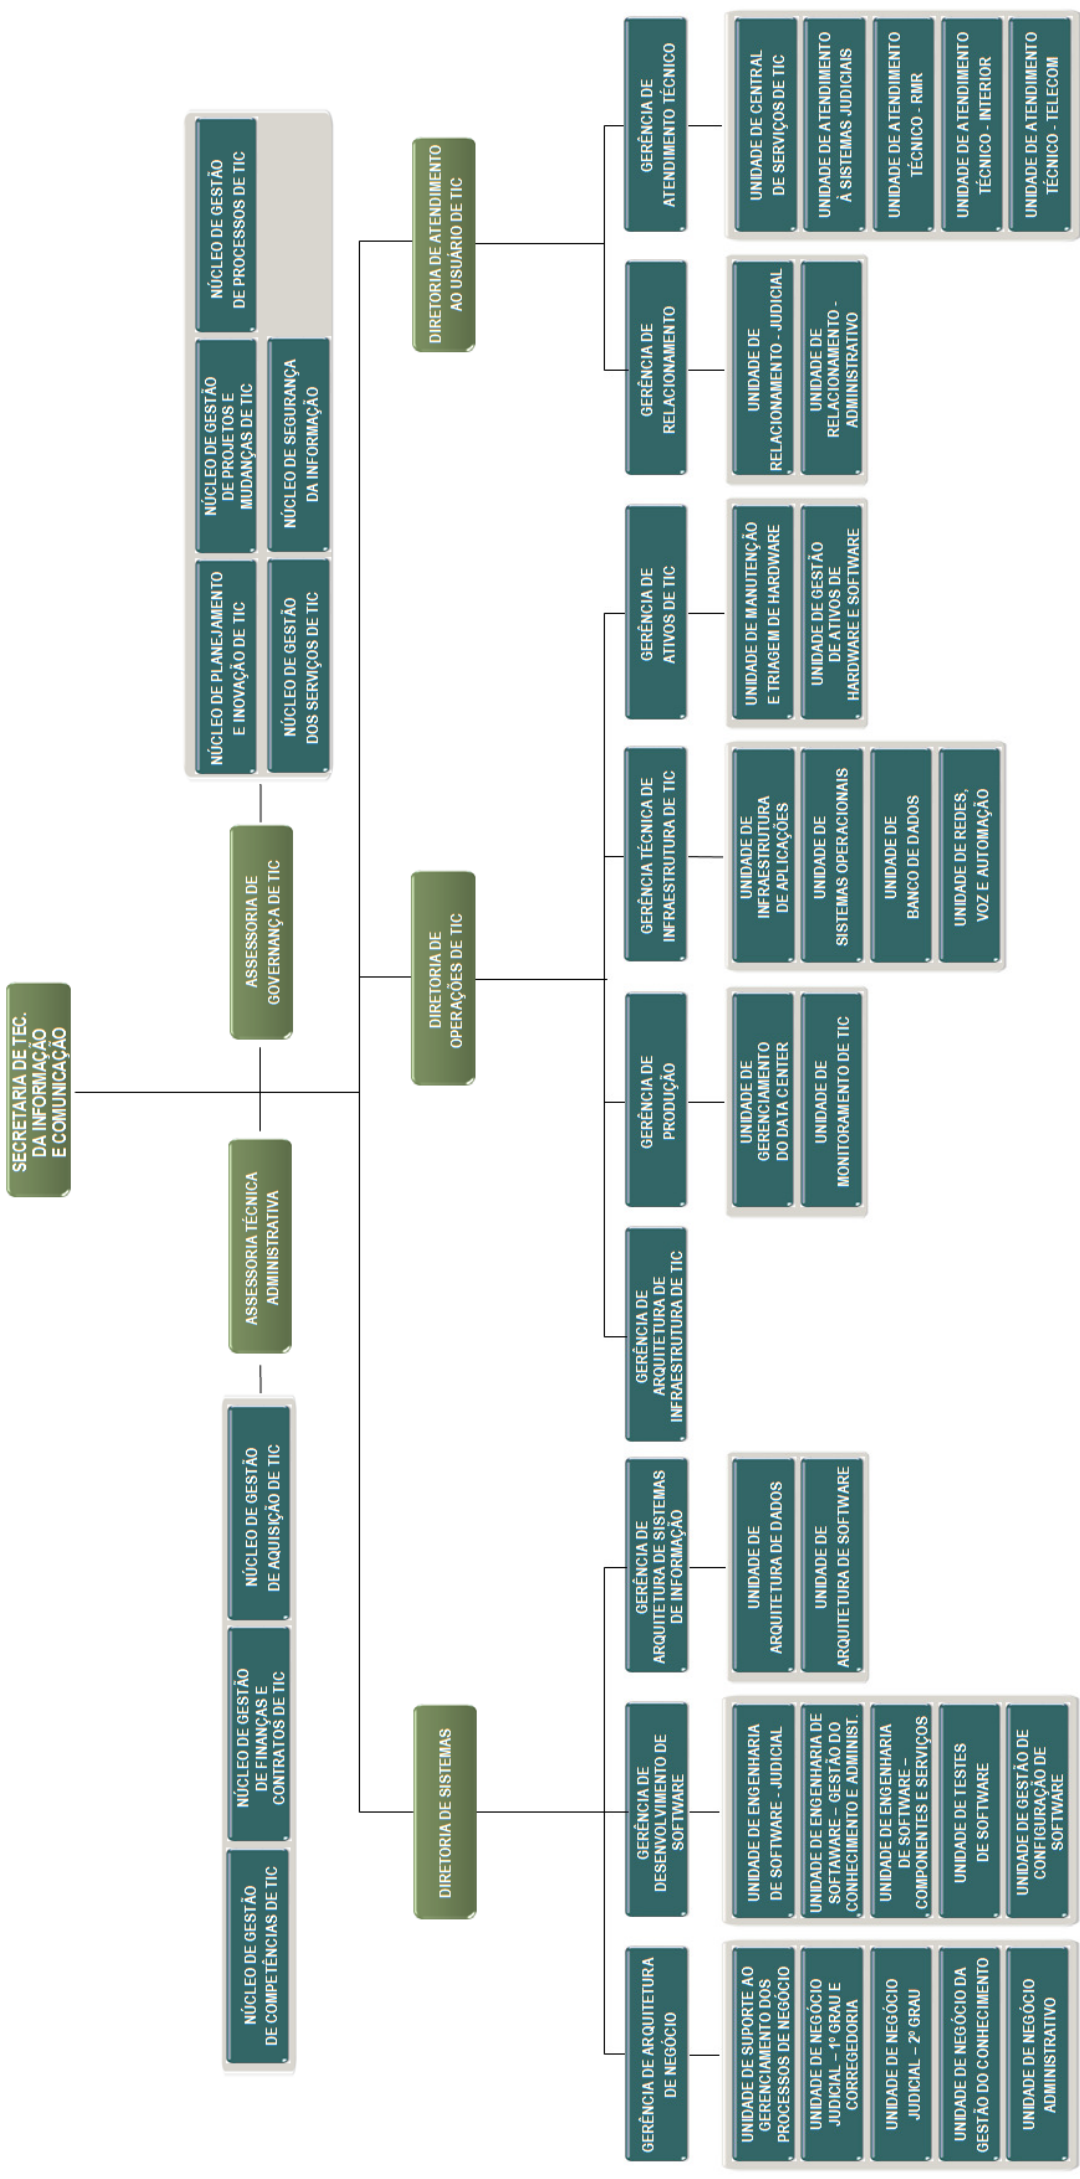 SECRETARIA DE TEC.
DA INFORMAÇÃO
E COMUNICAÇÃO
ASSESSORIA TÉCNICA
ADMINISTRATIVA
ASSESSORIA DE
GOVERNANÇA DE TIC
NÚCLEO DE GESTÃO
DE COMPETÊNCIAS DE TIC
NÚCLEO DE GESTÃO
DE FINANÇAS E
CONTRATOS DE TIC
NÚCLEO DE GESTÃO
DE AQUISIÇÃO DE TIC
NÚCLEO DE PLANEJAMENTO
E INOVAÇÃO DE TIC
NÚCLEO DE GESTÃO
DE PROJETOS E
MUDANÇAS DE TIC
NÚCLEO DE GESTÃO
DE PROCESSOS DE TIC
NÚCLEO DE GESTÃO
DOS SERVIÇOS DE TIC
NÚCLEO DE SEGURANÇA
DA INFORMAÇÃO
DIRETORIA DE SISTEMAS
DIRETORIA DE
OPERAÇÕES DE TIC
DIRETORIA DE ATENDIMENTO
AO USUÁRIO DE TIC
GERÊNCIA DE ARQUITETURA
DE NEGÓCIO
UNIDADE DE SUPORTE AO
GERENCIAMENTO DOS
PROCESSOS DE NEGÓCIO
UNIDADE DE NEGÓCIO
JUDICIAL – 1º GRAU E
CORREGEDORIA
UNIDADE DE NEGÓCIO
JUDICIAL – 2º GRAU
UNIDADE DE NEGÓCIO DA
GESTÃO DO CONHECIMENTO
UNIDADE DE NEGÓCIO
ADMINISTRATIVO
GERÊNCIA DE
DESENVOLVIMENTO DE
SOFTWARE
UNIDADE DE ENGENHARIA
DE SOFTWARE - JUDICIAL
UNIDADE DE ENGENHARIA DE
SOFTAWARE – GESTÃO DO
CONHECIMENTO E ADMINIST.
UNIDADE DE ENGENHARIA
DE SOFTWARE –
COMPONENTES E SERVIÇOS
UNIDADE DE TESTES
DE SOFTWARE
UNIDADE DE GESTÃO DE
CONFIGURAÇÃO DE
SOFTWARE
GERÊNCIA DE
ARQUITETURA DE SISTEMAS
DE INFORMAÇÃO
UNIDADE DE
ARQUITETURA DE DADOS
UNIDADE DE
ARQUITETURA DE SOFTWARE
GERÊNCIA DE
ARQUITETURA DE
INFRAESTRUTURA DE TIC
GERÊNCIA DE
PRODUÇÃO
UNIDADE DE
GERENCIAMENTO
DO DATA CENTER
UNIDADE DE
MONITORAMENTO DE TIC
GERÊNCIA TÉCNICA DE
INFRAESTRUTURA DE TIC
UNIDADE DE
INFRAESTRUTURA
DE APLICAÇÕES
UNIDADE DE
SISTEMAS OPERACIONAIS
UNIDADE DE
BANCO DE DADOS
UNIDADE DE REDES,
VOZ E AUTOMAÇÃO
GERÊNCIA DE
ATIVOS DE TIC
UNIDADE DE MANUTENÇÃO
E TRIAGEM DE HARDWARE
UNIDADE DE GESTÃO
DE ATIVOS DE
HARDWARE E SOFTWARE
GERÊNCIA DE
RELACIONAMENTO
UNIDADE DE
RELACIONAMENTO - JUDICIAL
UNIDADE DE
RELACIONAMENTO -
ADMINISTRATIVO
GERÊNCIA DE
ATENDIMENTO TÉCNICO
UNIDADE DE CENTRAL
DE SERVIÇOS DE TIC
UNIDADE DE ATENDIMENTO
À SISTEMAS JUDICIAIS
UNIDADE DE ATENDIMENTO
TÉCNICO - RMR
UNIDADE DE ATENDIMENTO
TÉCNICO - INTERIOR
UNIDADE DE ATENDIMENTO
TÉCNICO - TELECOM